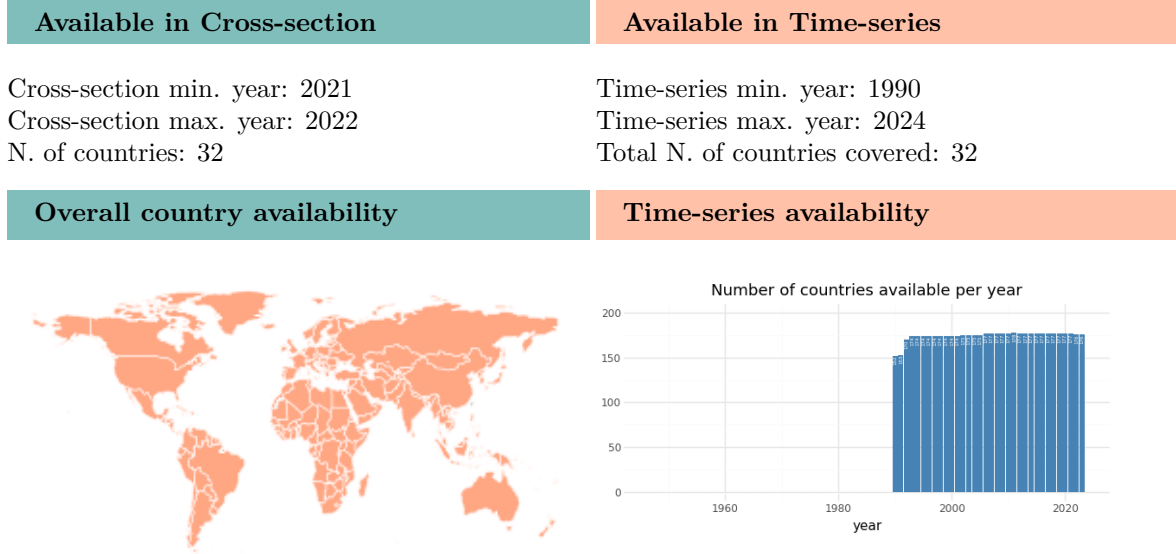 Available in Cross-section
Available in Time-series
Cross-section min. year: 2021
Cross-section max. year: 2022
N. of countries: 32
Time-series min. year: 1990
Time-series max. year: 2024
Total N. of countries covered: 32
Overall country availability
Time-series availability
Number of countries available per year
200
150
100
50
0
1960
1980
2000
2020
year